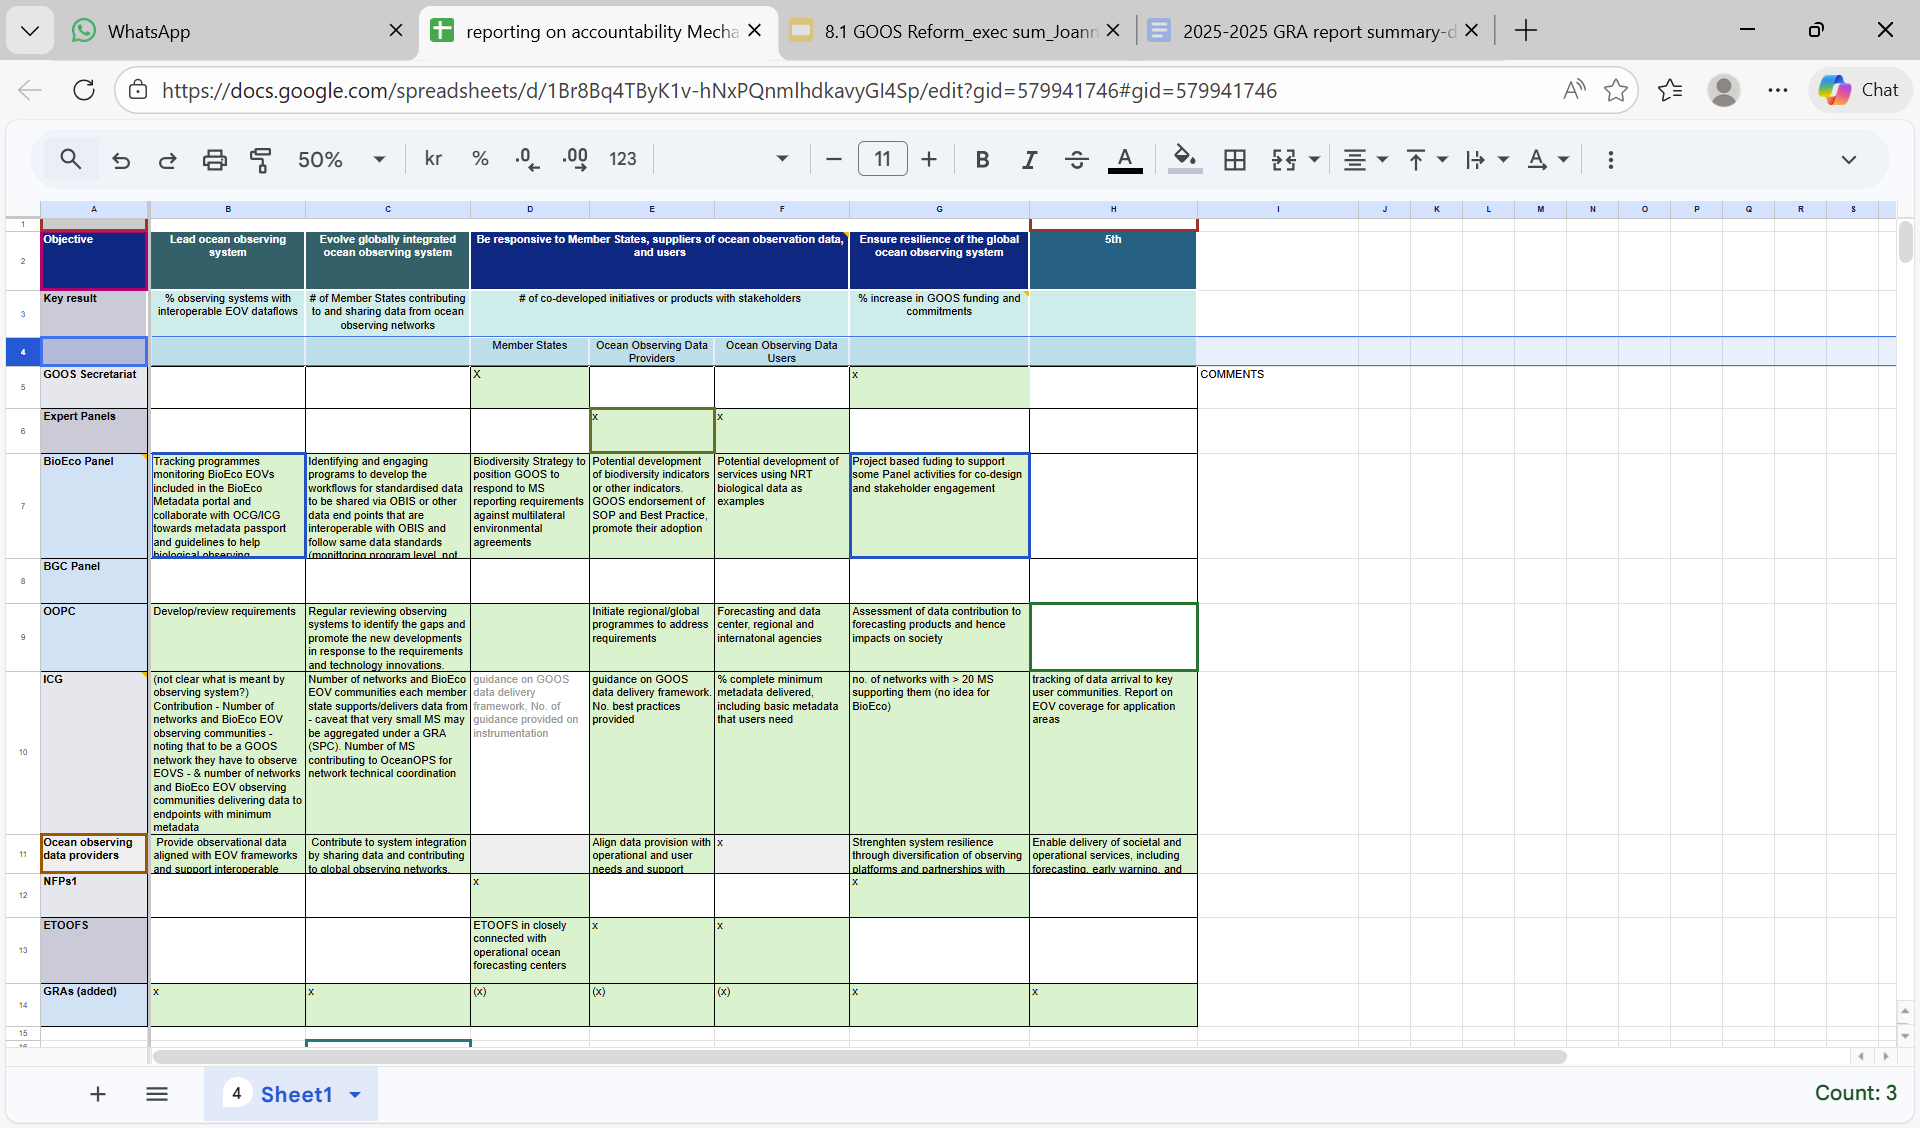 WhatsApp
reporting on accountability Mecha
8.1 GOOS Reform_exec sum_Joann
2025-2025 GRA report summary-d
https://docs.google.com/spreadsheets/d/1Br8Bq4TByK1v-hNxPQnmlhdkavyGI4Sp/edit?gid=579941746#gid=579941746
Chat
50%
kr
%
.0
.00
123
11
B
I
A
A
A B C D E F G H I J K L M N O P Q R S
1
2
Objective
Lead ocean observing
system
Evolve globally integrated
ocean observing system
Be responsive to Member States, suppliers of ocean observation data,
and users
Ensure resilience of the global
ocean observing system
5th
3
Key result
% observing systems with
interoperable EOV dataflows
# of Member States contributing
to and sharing data from ocean
observing networks
# of co-developed initiatives or products with stakeholders
% increase in GOOS funding and
commitments
4
Member States
Ocean Observing Data
Providers
Ocean Observing Data
Users
5
GOOS Secretariat
X
x
COMMENTS
6
Expert Panels
x
x
7
BioEco Panel
Tracking programmes
monitoring BioEco EOVs
included in the BioEco
Metadata portal and
collaborate with OCG/ICG
towards metadata passport
and guidelines to help
biological observing
Identifying and engaging
programs to develop the
workflows for standardised data
to be shared via OBIS or other
data end points that are
interoperable with OBIS and
follow same data standards
(monittoring program level, not
Biodiversity Strategy to
position GOOS to
respond to MS
reporting requirements
against multilateral
environmental
agreements
Potential development
of biodiversity indicators
or other indicators.
GOOS endorsement of
SOP and Best Practice,
promote their adoption
Potential development of
services using NRT
biological data as
examples
Project based fuding to support
some Panel activities for co-design
and stakeholder engagement
8
BGC Panel
9
OOPC
Develop/review requirements
Regular reviewing observing
systems to identify the gaps and
promote the new developments
in response to the requirements
and technology innovations.
Initiate regional/global
programmes to address
requirements
Forecasting and data
center, regional and
internatonal agencies
Assessment of data contribution to
forecasting products and hence
impacts on society
10
ICG
(not clear what is meant by
observing system?)
Contribution - Number of
networks and BioEco EOV
observing communities -
noting that to be a GOOS
network they have to observe
EOVS - & number of networks
and BioEco EOV observing
communities delivering data to
endpoints with minimum
metadata
Number of networks and BioEco
EOV communities each member
state supports/delivers data from
- caveat that very small MS may
be aggregated under a GRA
(SPC). Number of MS
contributing to OceanOPS for
network technical coordination
guidance on GOOS
data delivery
framework, No. of
guidance provided on
instrumentation
guidance on GOOS
data delivery framework.
No. best practices
provided
% complete minimum
metadata delivered,
including basic metadata
that users need
no. of networks with > 20 MS
supporting them (no idea for
BioEco)
tracking of data arrival to key
user communities. Report on
EOV coverage for application
areas
11
Ocean observing
data providers
Provide observational data
aligned with EOV frameworks
and support interoperable
Contribute to system integration
by sharing data and contributing
to global observing networks.
Align data provision with
operational and user
needs and support
x
Strenghten system resilience
through diversification of observing
platforms and partnerships with
Enable delivery of societal and
operational services, including
forecasting, early warning, and
12
NFPs1
x
x
13
ETOOFS
ETOOFS in closely
connected with
operational ocean
forecasting centers
x
x
14
GRAs (added)
x
x
(x)
(x)
(x)
x
x
15
16
4
Sheet1
Count: 3